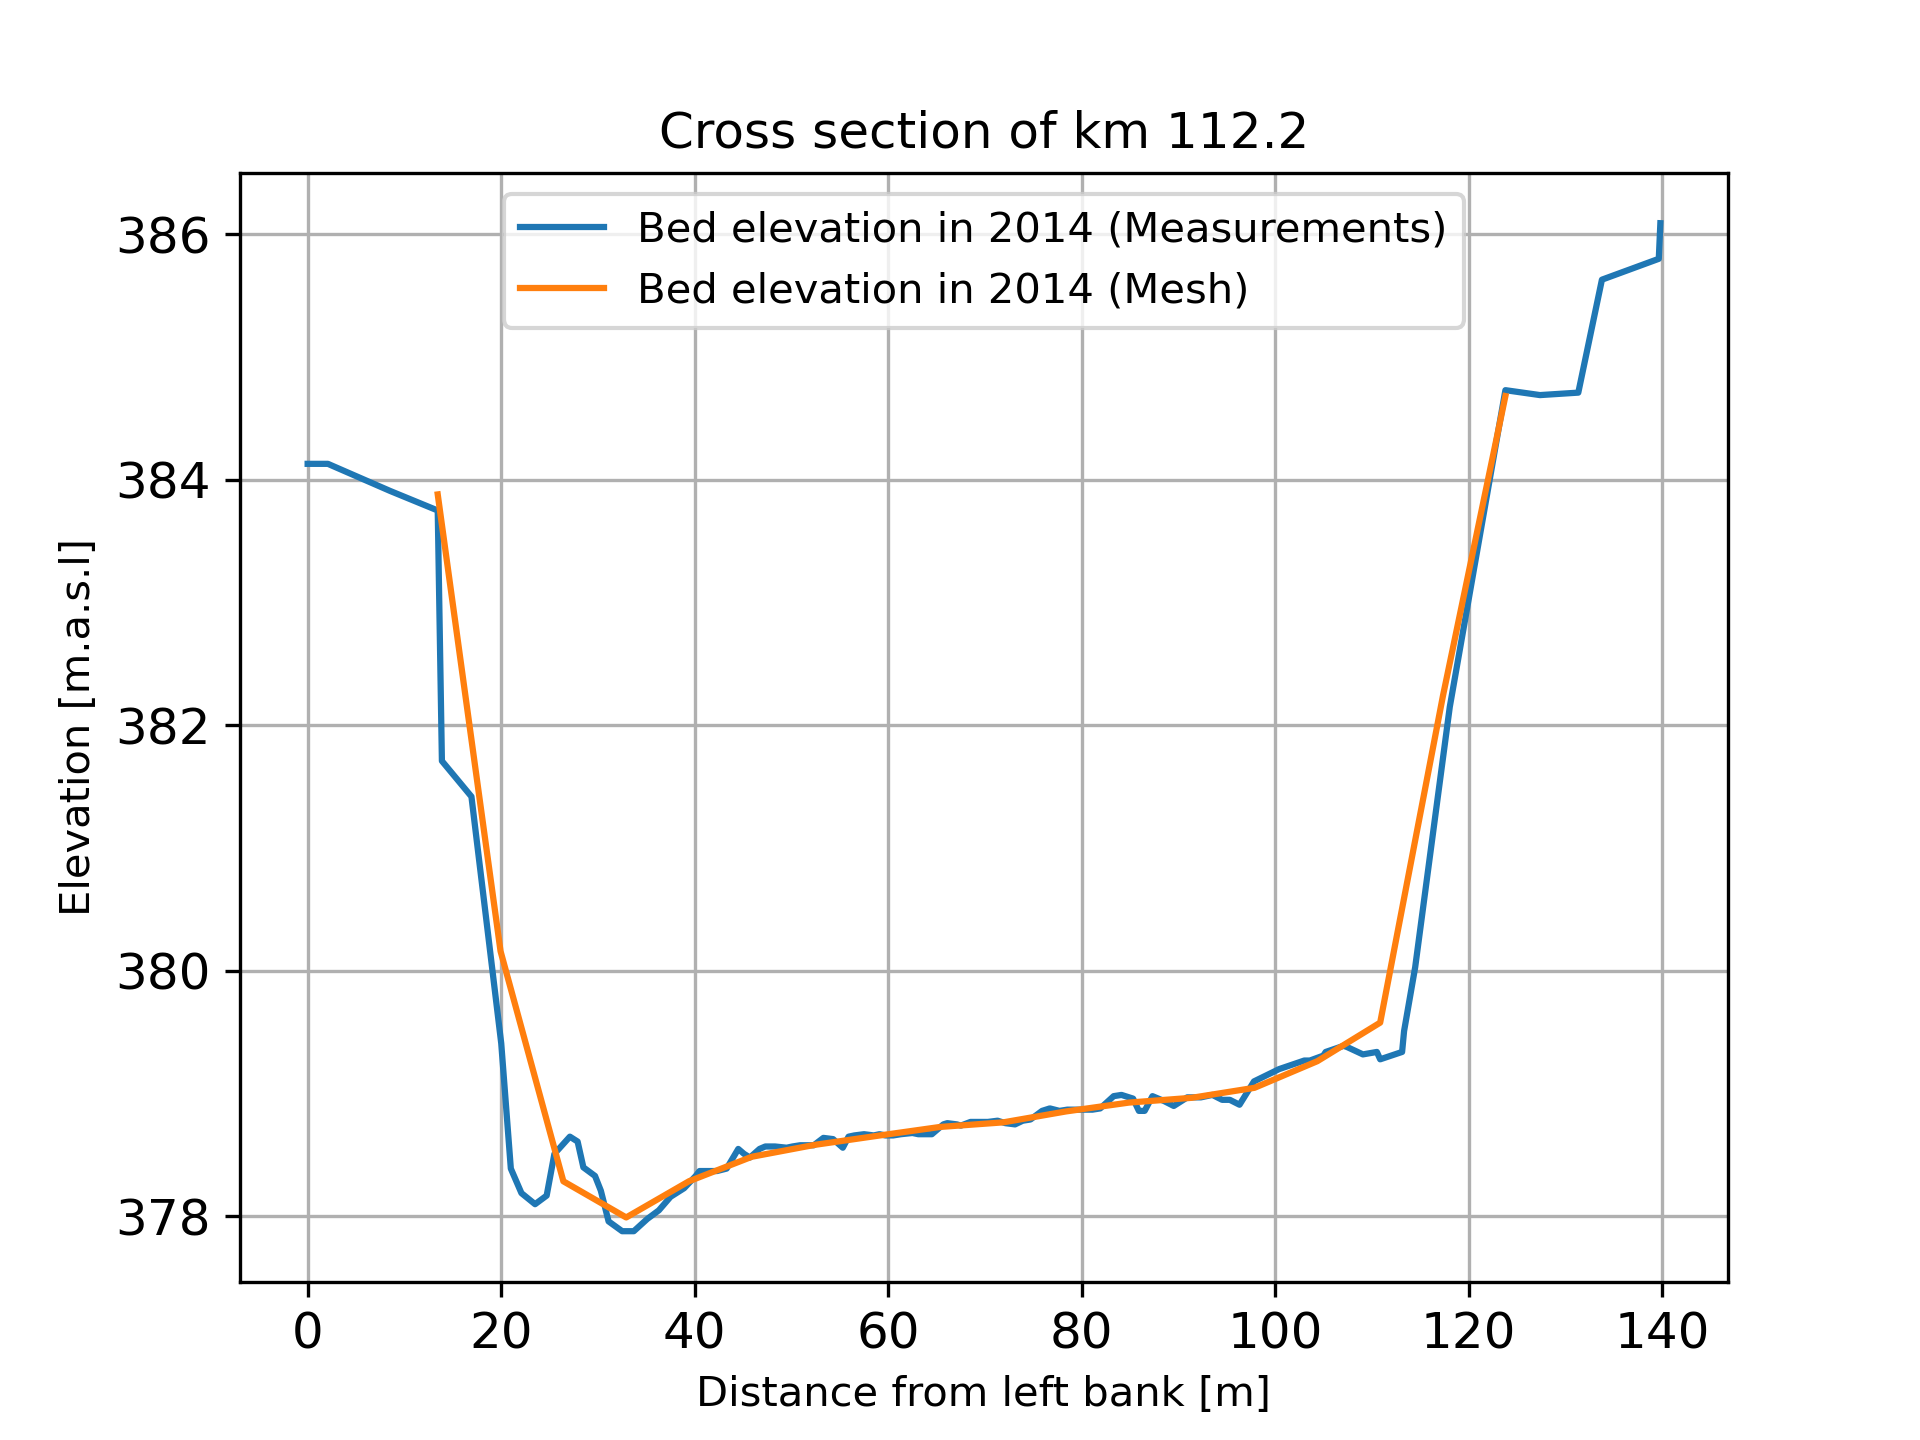 Cross section of km 112.2
Bed elevation in 2014 (Measurements)
Bed elevation in 2014 (Mesh)
Elevation [m.a.s.l]
386
384
382
380
378
0 20 40 60 80 100 120 140
Distance from left bank [m]